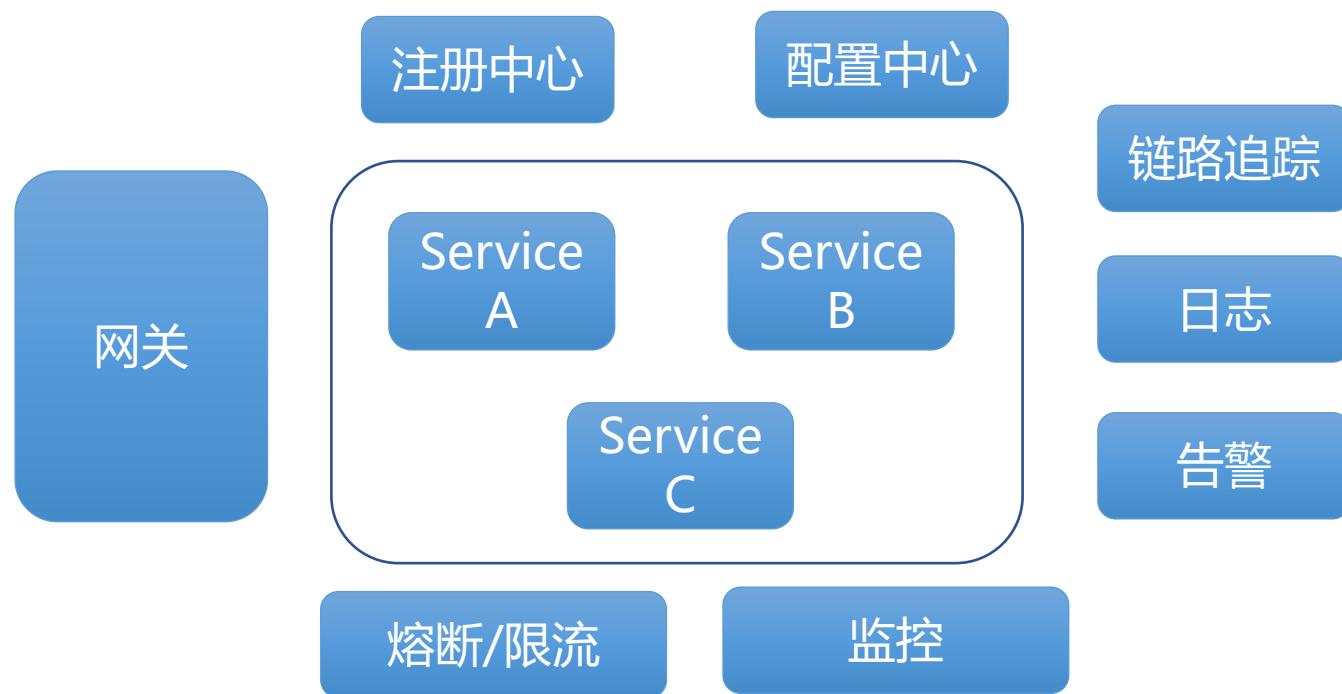 注册中心
配置中心
链路追踪
网关
Service
A
Service
B
日志
Service
C
告警
熔断/限流
监控